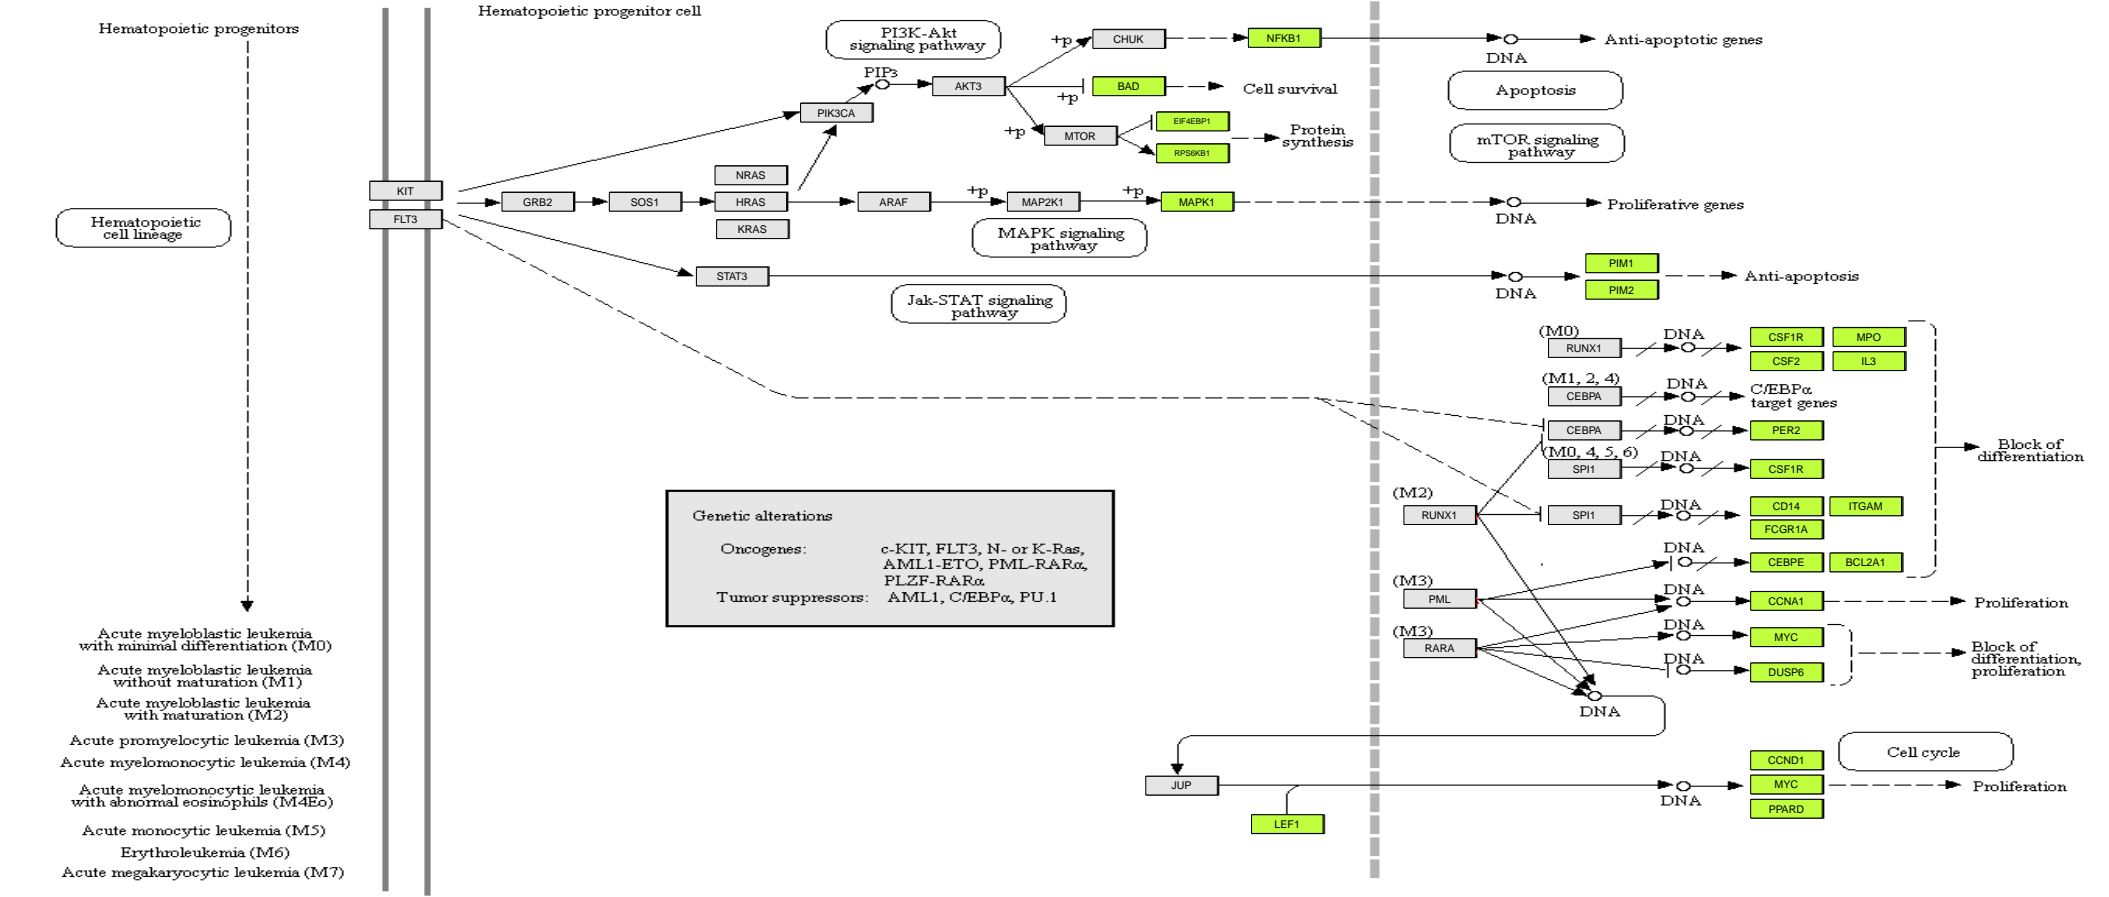 Hematopoietic progenitor cell
Hematopoietic progenitors
PI3K-Akt
signaling pathway
+p
CHUK
NFKB1
DNA
Anti-apoptotic genes
PIP3
AKT3
+p
BAD
Cell survival
Apoptosis
PIK3CA
+p
MTOR
EIF4EBP1
RPS6KB1
Protein
synthesis
mTOR signaling
pathway
KIT
FLT3
GRB2
SOS1
NRAS
HRAS
KRAS
ARAF
+p
MAP2K1
+p
MAPK1
DNA
Proliferative genes
Hematopoietic
cell lineage
MAPK signaling
pathway
STAT3
DNA
PIM1
PIM2
Anti-apoptosis
Jak-STAT signaling
pathway
(M0)
RUNX1
DNA
CSF1R
MPO
CSF2
IL3
(M1, 2, 4)
CEBPA
DNA
C/EBPα
target genes
CEBPA
DNA
PER2
(M0, 4, 5, 6)
SPI1
DNA
CSF1R
Block of
differentiation
(M2)
RUNX1
SPI1
DNA
CD14
ITGAM
FCGR1A
DNA
CEBPE
BCL2A1
(M3)
PML
DNA
CCNA1
Proliferation
(M3)
RARA
DNA
MYC
DNA
DUSP6
Block of
differentiation,
proliferation
DNA
Genetic alterations
Oncogenes: c-KIT, FLT3, N- or K-Ras,
AML1-ETO, PML-RARα,
PLZF-RARα
Tumor suppressors: AML1, C/EBPα, PU.1
Acute myeloblastic leukemia
with minimal differentiation (M0)
Acute myeloblastic leukemia
without maturation (M1)
Acute myeloblastic leukemia
with maturation (M2)
Acute promyelocytic leukemia (M3)
Acute myelomonocytic leukemia (M4)
Acute myelomonocytic leukemia
with abnormal eosinophils (M4Eo)
Acute monocytic leukemia (M5)
Erythroleukemia (M6)
Acute megakaryocytic leukemia (M7)
JUP
LEF1
DNA
CCND1
MYC
PPARD
Cell cycle
Proliferation